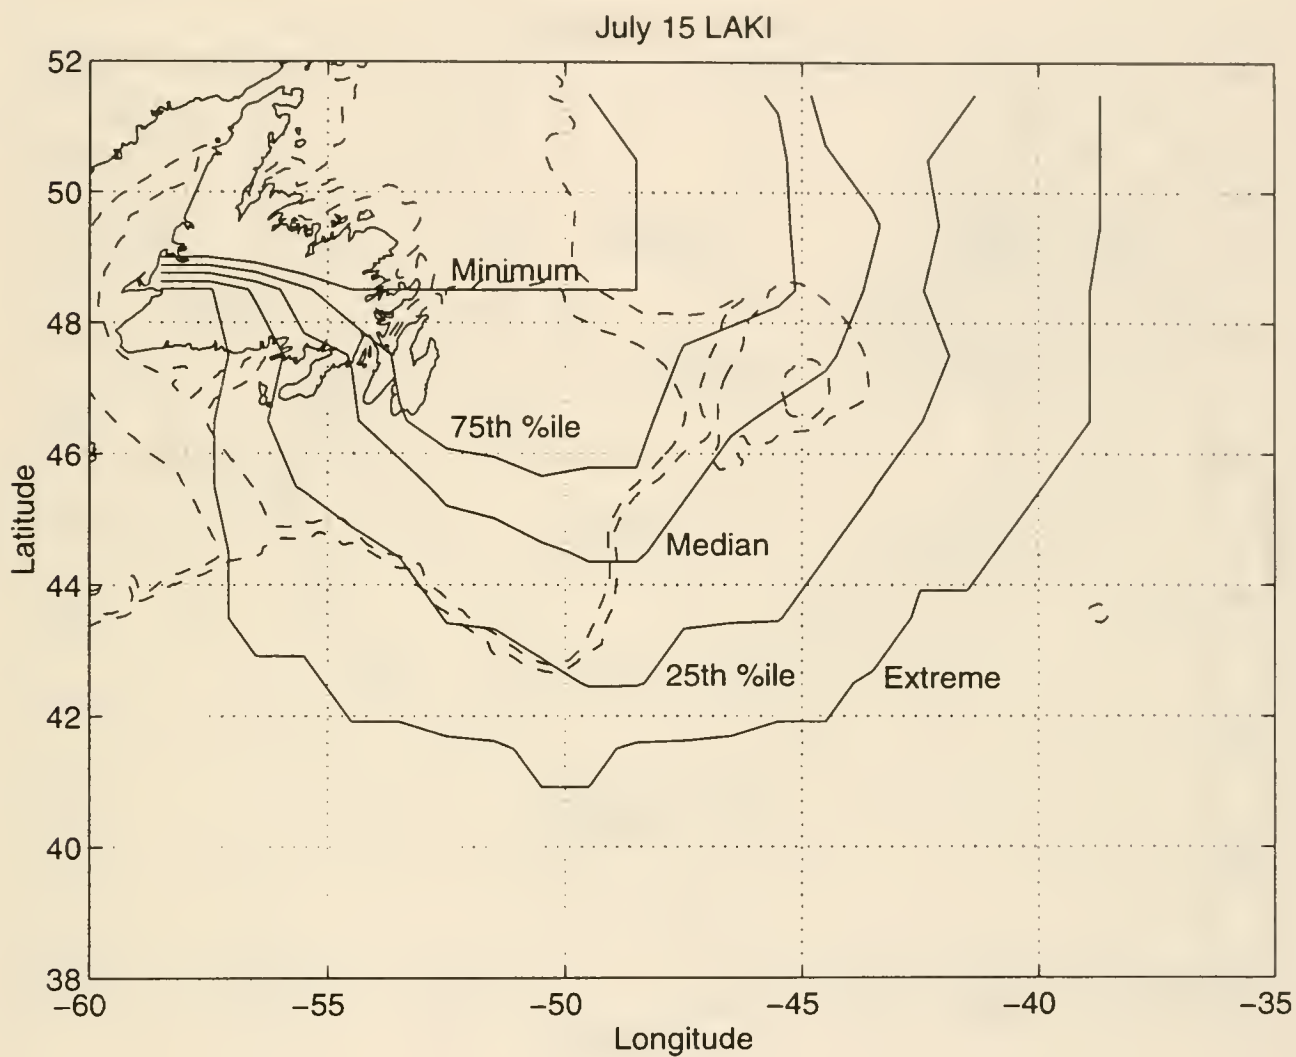 July 15 LAKI
52
50
48
46
44
42
40
38
Latitude
Minimum
75th %ile
Median
25th %ile
Extreme
−60 −55 −50 −45 −40 −35
Longitude